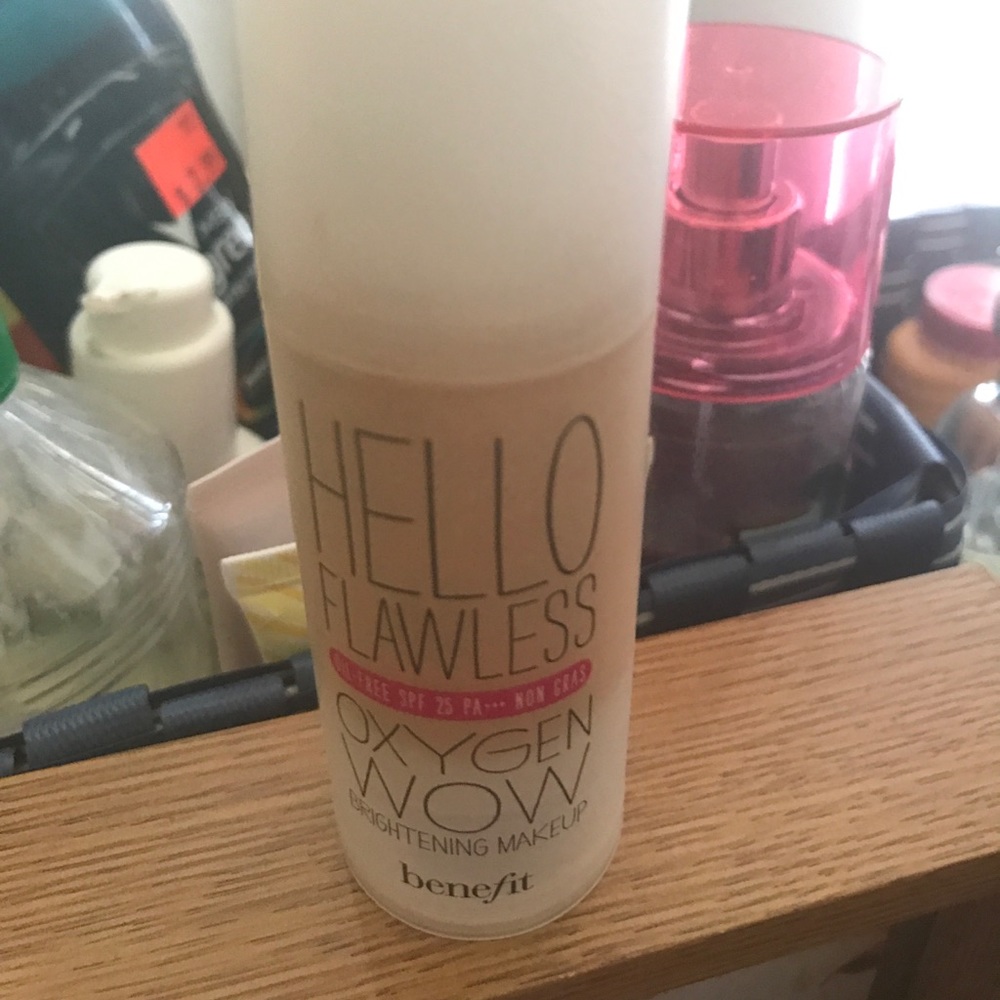 HELLO
FLAWLESS
OIL FREE SPF 25 PA+++ NON GRAS
OXYGEN
WOW
BRIGHTENING MAKEUP
benefit